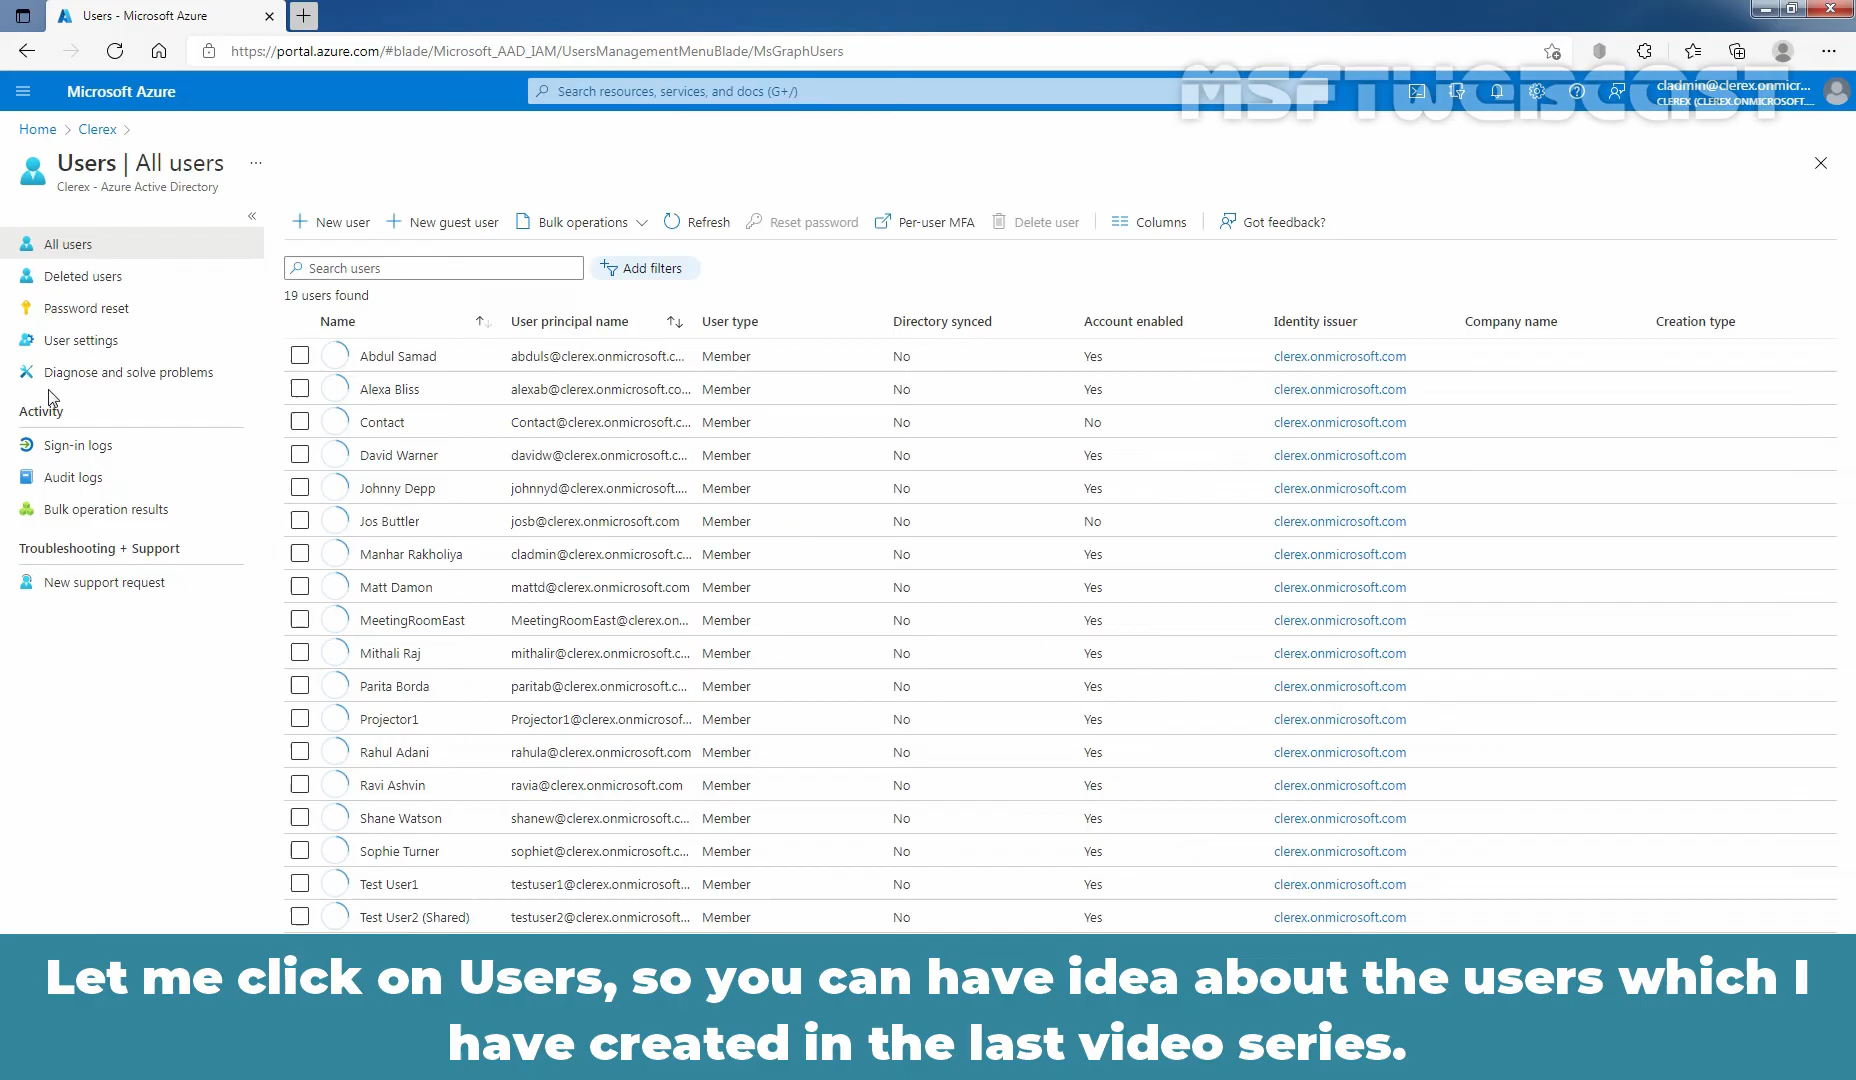 Users - Microsoft Azure
https://portal.azure.com/#blade/Microsoft_AAD_IAM/UsersManagementMenuBlade/MsGraphUsers
Microsoft Azure
Search resources, services, and docs (G+/)
MSFTWEBCAST
cladmin@clerex.onmicr...
CLEREX (CLEREX.ONMICROSOFT....
Home > Clerex >
Users | All users ...
Clerex - Azure Active Directory
«
All users
Deleted users
Password reset
User settings
Diagnose and solve problems
Activity
Sign-in logs
Audit logs
Bulk operation results
Troubleshooting + Support
New support request
New user New guest user Bulk operations Refresh Reset password Per-user MFA Delete user Columns Got feedback?
Search users Add filters
19 users found
Name User principal name User type Directory synced Account enabled Identity issuer Company name Creation type
Abdul Samad abduls@clerex.onmicrosoft.c... Member No Yes clerex.onmicrosoft.com
Alexa Bliss alexab@clerex.onmicrosoft.co... Member No Yes clerex.onmicrosoft.com
Contact Contact@clerex.onmicrosoft.c... Member No No clerex.onmicrosoft.com
David Warner davidw@clerex.onmicrosoft.c... Member No Yes clerex.onmicrosoft.com
Johnny Depp johnnyd@clerex.onmicrosoft.... Member No Yes clerex.onmicrosoft.com
Jos Buttler josb@clerex.onmicrosoft.com Member No No clerex.onmicrosoft.com
Manhar Rakholiya cladmin@clerex.onmicrosoft.c... Member No Yes clerex.onmicrosoft.com
Matt Damon mattd@clerex.onmicrosoft.com Member No Yes clerex.onmicrosoft.com
MeetingRoomEast MeetingRoomEast@clerex.on... Member No Yes clerex.onmicrosoft.com
Mithali Raj mithalir@clerex.onmicrosoft.c... Member No Yes clerex.onmicrosoft.com
Parita Borda paritab@clerex.onmicrosoft.c... Member No Yes clerex.onmicrosoft.com
Projector1 Projector1@clerex.onmicrosof... Member No Yes clerex.onmicrosoft.com
Rahul Adani rahula@clerex.onmicrosoft.com Member No Yes clerex.onmicrosoft.com
Ravi Ashvin ravia@clerex.onmicrosoft.com Member No Yes clerex.onmicrosoft.com
Shane Watson shanew@clerex.onmicrosoft.c... Member No Yes clerex.onmicrosoft.com
Sophie Turner sophiet@clerex.onmicrosoft.c... Member No Yes clerex.onmicrosoft.com
Test User1 testuser1@clerex.onmicrosoft... Member No Yes clerex.onmicrosoft.com
Test User2 (Shared) testuser2@clerex.onmicrosoft... Member No Yes clerex.onmicrosoft.com
Let me click on Users, so you can have idea about the users which I
have created in the last video series.